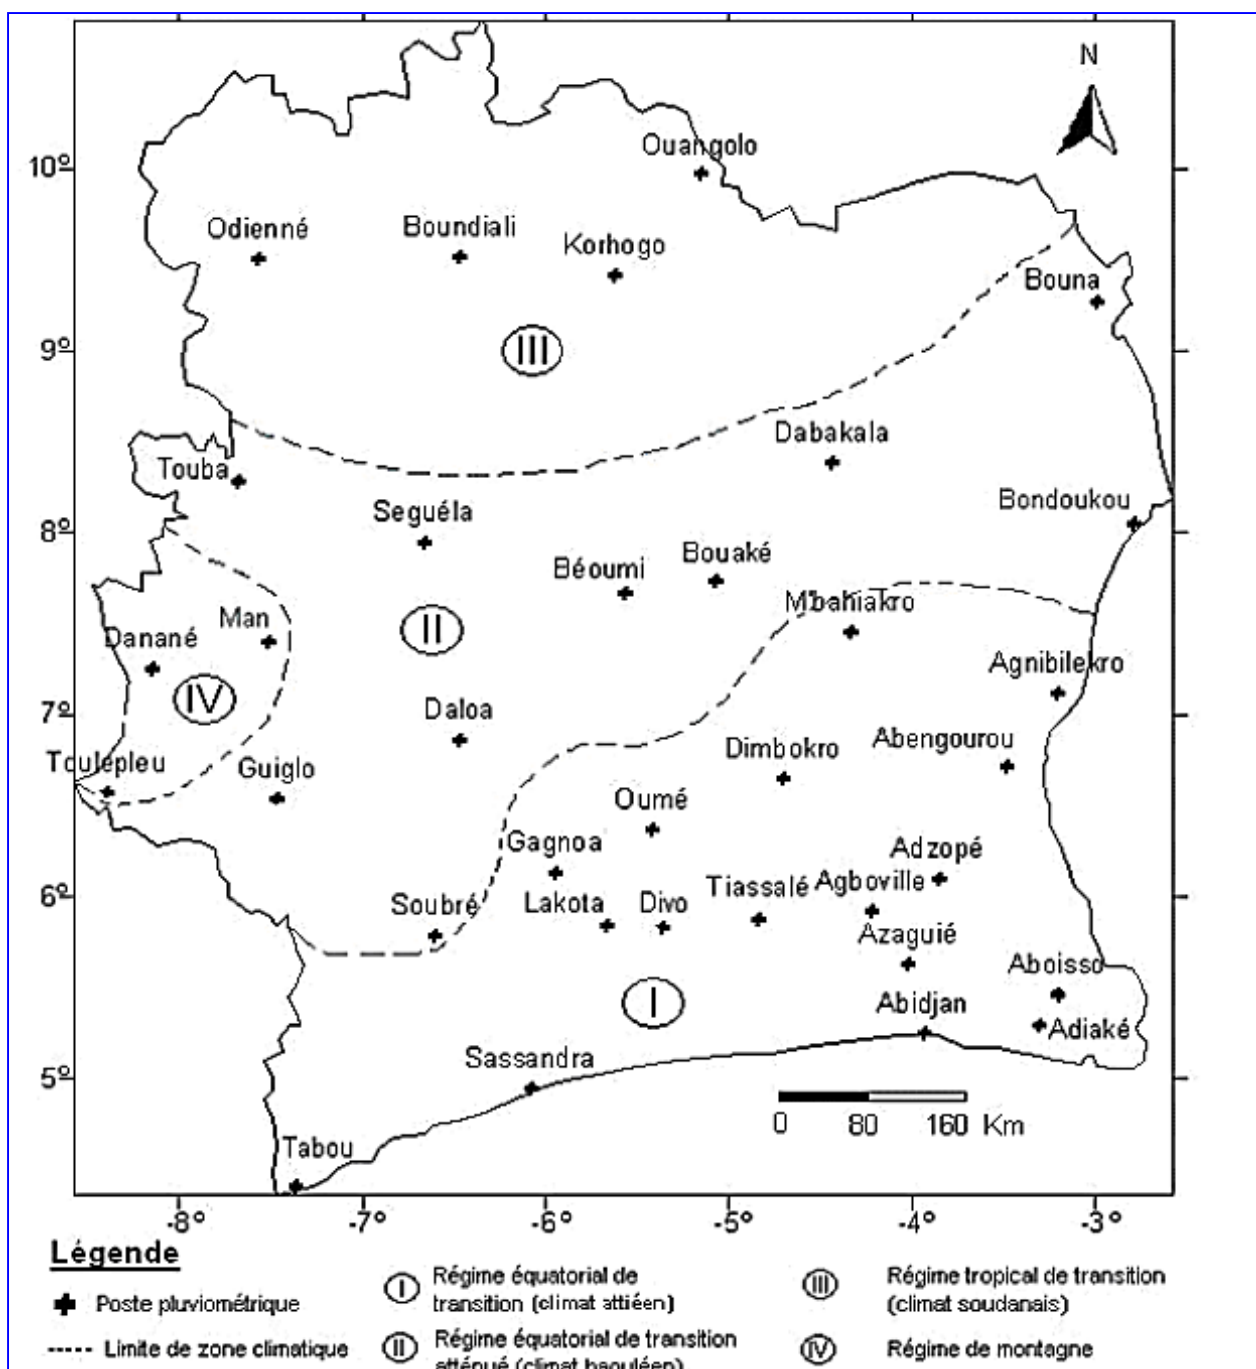 N
Ouangolo
10º
Odienné
Boundiali
Korhogo
Bouna
9º
III
Dabakala
Touba
Seguéla
Bondoukou
8º
Béoumi
Bouaké
M'bahiakro
Man
Danané
II
Agnibilekro
IV
7º
Daloa
Dimbokro
Abengourou
Toulepleu
Guiglo
Oumé
Gagnoa
Adzopé
6º
Soubré
Lakota
Divo
Tiassalé
Agboville
Azaguié
Aboisso
I
Abidjan
Adiaké
5º
Sassandra
0 80 160 Km
Tabou
-8º -7º -6º -5º -4º -3º
Légende
Poste pluviométrique
Limite de zone climatique
I Régime équatorial de
transition (climat attiéen)
II Régime équatorial de transition
atténué (climat baouléen)
III Régime tropical de transition
(climat soudanais)
IV Régime de montagne